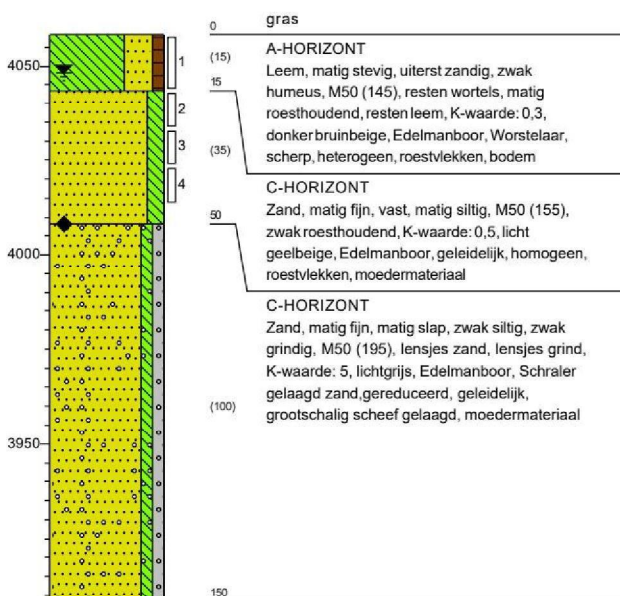 0
gras
4050
1
(15)
15
A-HORIZONT
Leem, matig stevig, uiterst zandig, zwak
humeus, M50 (145), resten wortels, matig
roesthoudend, resten leem, K-waarde: 0,3,
donker bruinbeige, Edelmanboor, Worstelaar,
scherp, heterogeen, roestvlekken, bodem
2
3
4
(35)
50
C-HORIZONT
Zand, matig fijn, vast, matig siltig, M50 (155),
zwak roesthoudend, K-waarde: 0,5, licht
geelbeige, Edelmanboor, geleidelijk, homogeen,
roestvlekken, moedermateriaal
4000
C-HORIZONT
Zand, matig fijn, matig slap, zwak siltig, zwak
grindig, M50 (195), lensjes zand, lensjes grind,
K-waarde: 5, lichtgrijs, Edelmanboor, Schraler
gelaagd zand,gereduceerd, geleidelijk,
grootschalig scheef gelaagd, moedermateriaal
(100)
3950
150